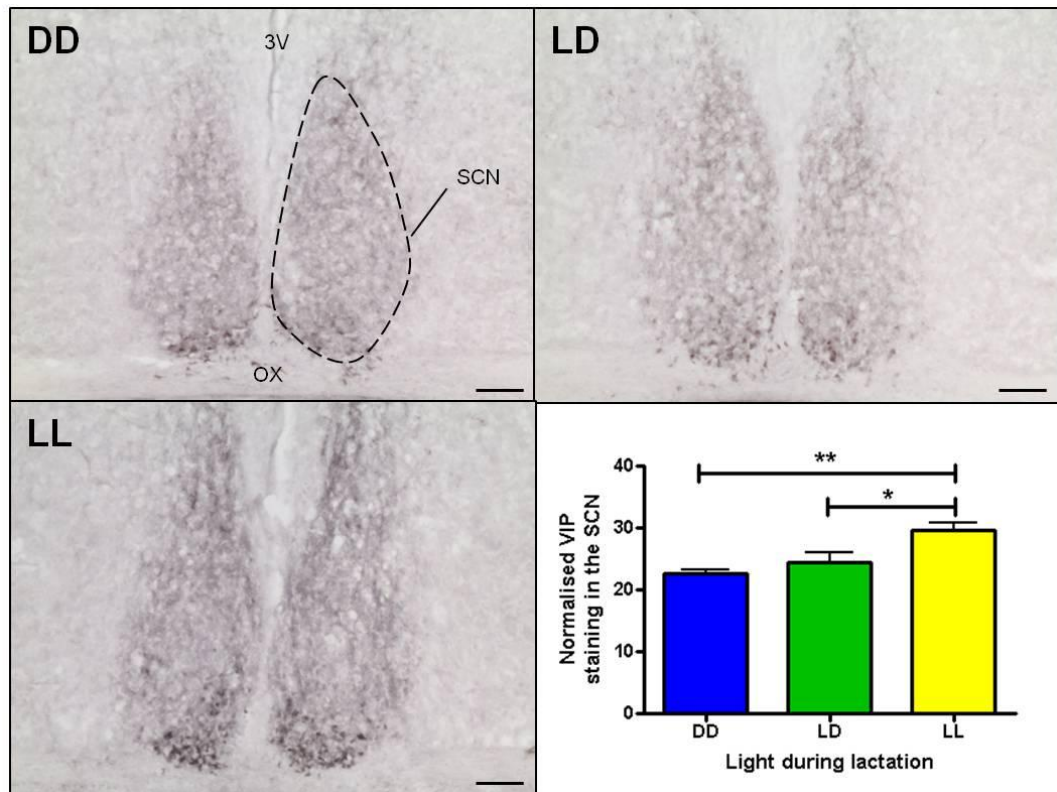 DD
3V
SCN
OX
LD
LL
Normalised VIP
staining in the SCN
40
30
20
10
0
**
*
DD LD LL
Light during lactation